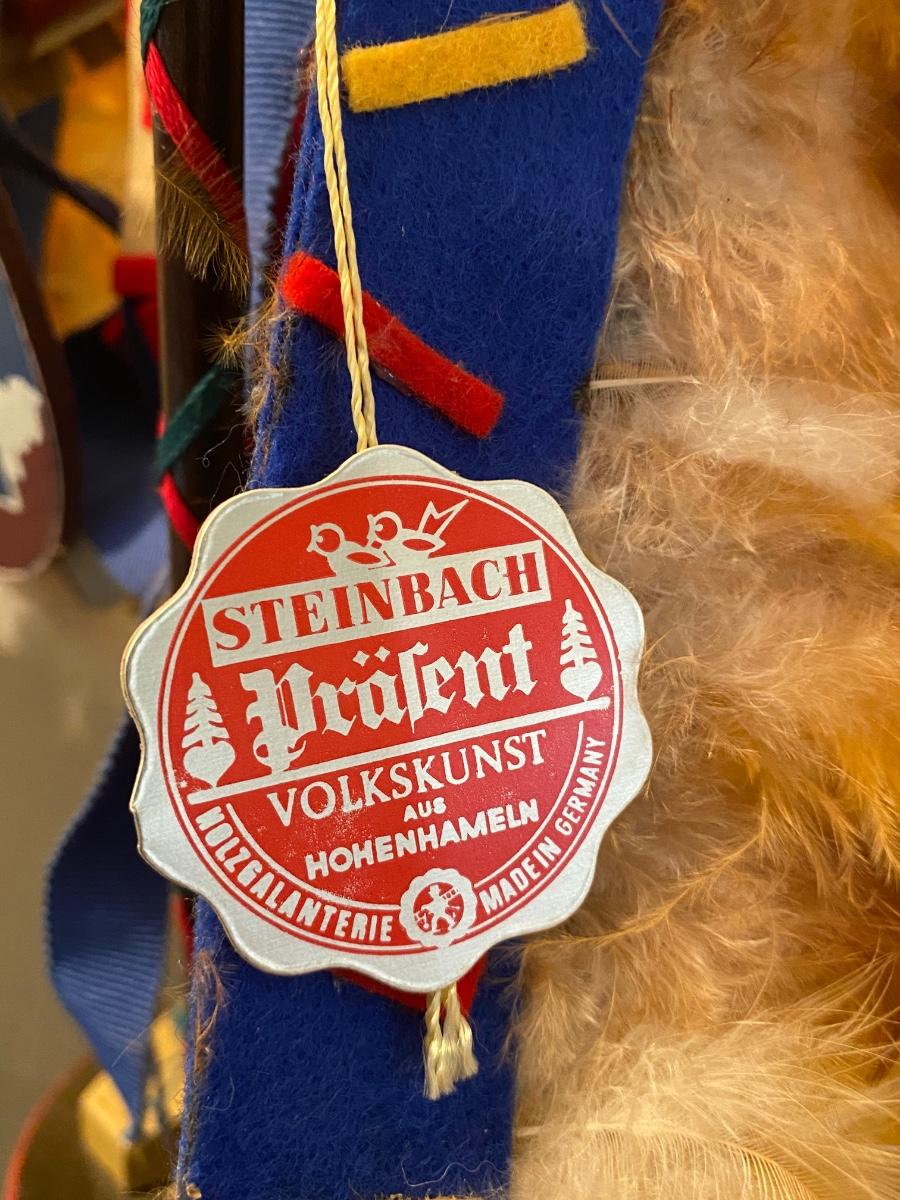 STEINBACH
Präſent
VOLKSKUNST
AUS
HOHENHAMELN
HOLZGALANTERIE
MADE IN GERMANY